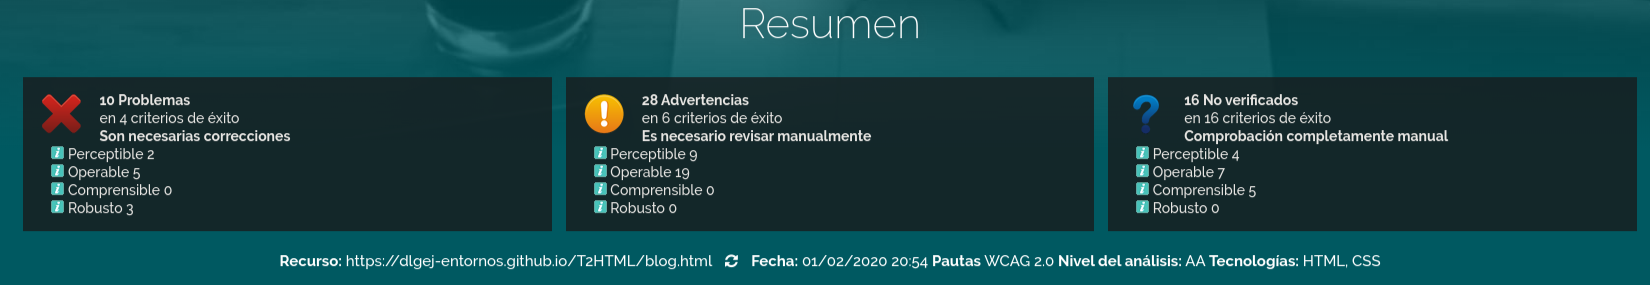 Resumen
10 Problemas
en 4 criterios de éxito
Son necesarias correcciones
Perceptible 2
Operable 5
Comprensible 0
Robusto 3
28 Advertencias
en 6 criterios de éxito
Es necesario revisar manualmente
Perceptible 9
Operable 19
Comprensible 0
Robusto 0
16 No verificados
en 16 criterios de éxito
Comprobación completamente manual
Perceptible 4
Operable 7
Comprensible 5
Robusto 0
Recurso: https://dlgej-entornos.github.io/T2HTML/blog.html Fecha: 01/02/2020 20:54 Pautas WCAG 2.0 Nivel del análisis: AA Tecnologías: HTML, CSS